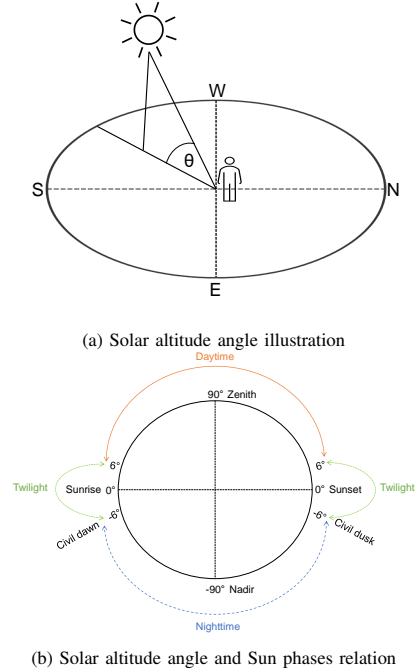 W
θ
S
N
E
(a) Solar altitude angle illustration
Daytime
90° Zenith
6°
6°
Twilight
Sunrise 0°
0° Sunset
Twilight
-6°
-6°
Civil dawn
Civil dusk
-90° Nadir
Nighttime
(b) Solar altitude angle and Sun phases relation